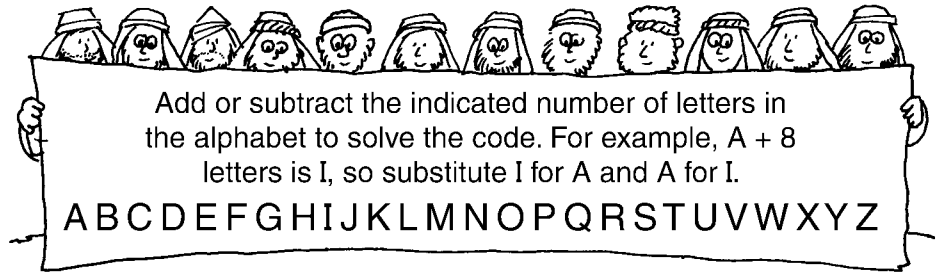 Add or subtract the indicated number of letters in
the alphabet to solve the code. For example, A + 8
letters is I, so substitute I for A and A for I.
A B C D E F G H I J K L M N O P Q R S T U V W X Y Z